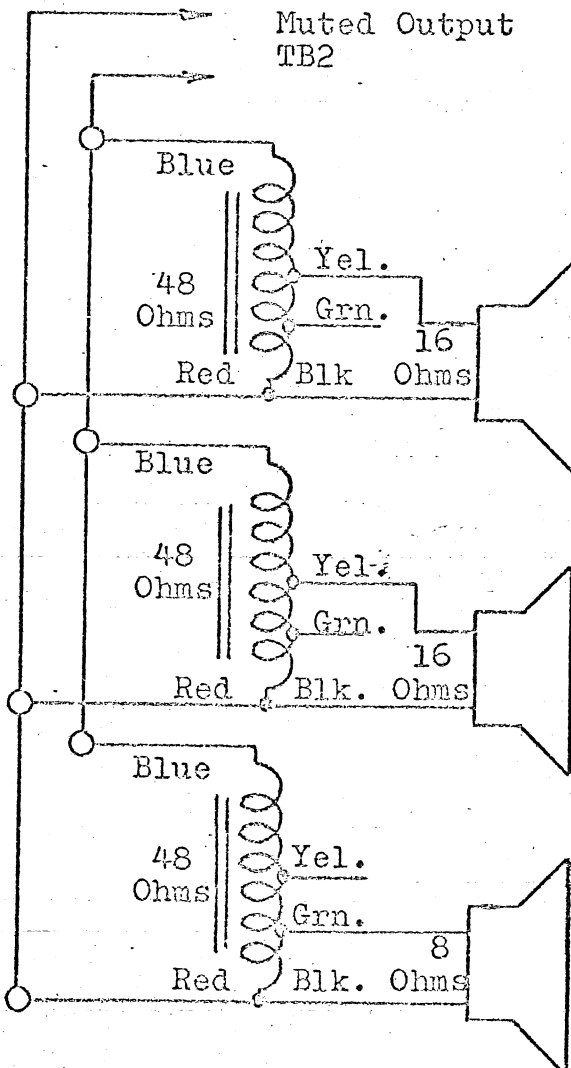 Muted Output
TB2
Blue
Yel.
48
Ohms
Grn.
16
Red Blk Ohms
Blue
Yel.
48
Ohms
Grn.
16
Red Blk. Ohms
Blue
Yel.
48
Ohms
Grn.
8
Red Blk. Ohms